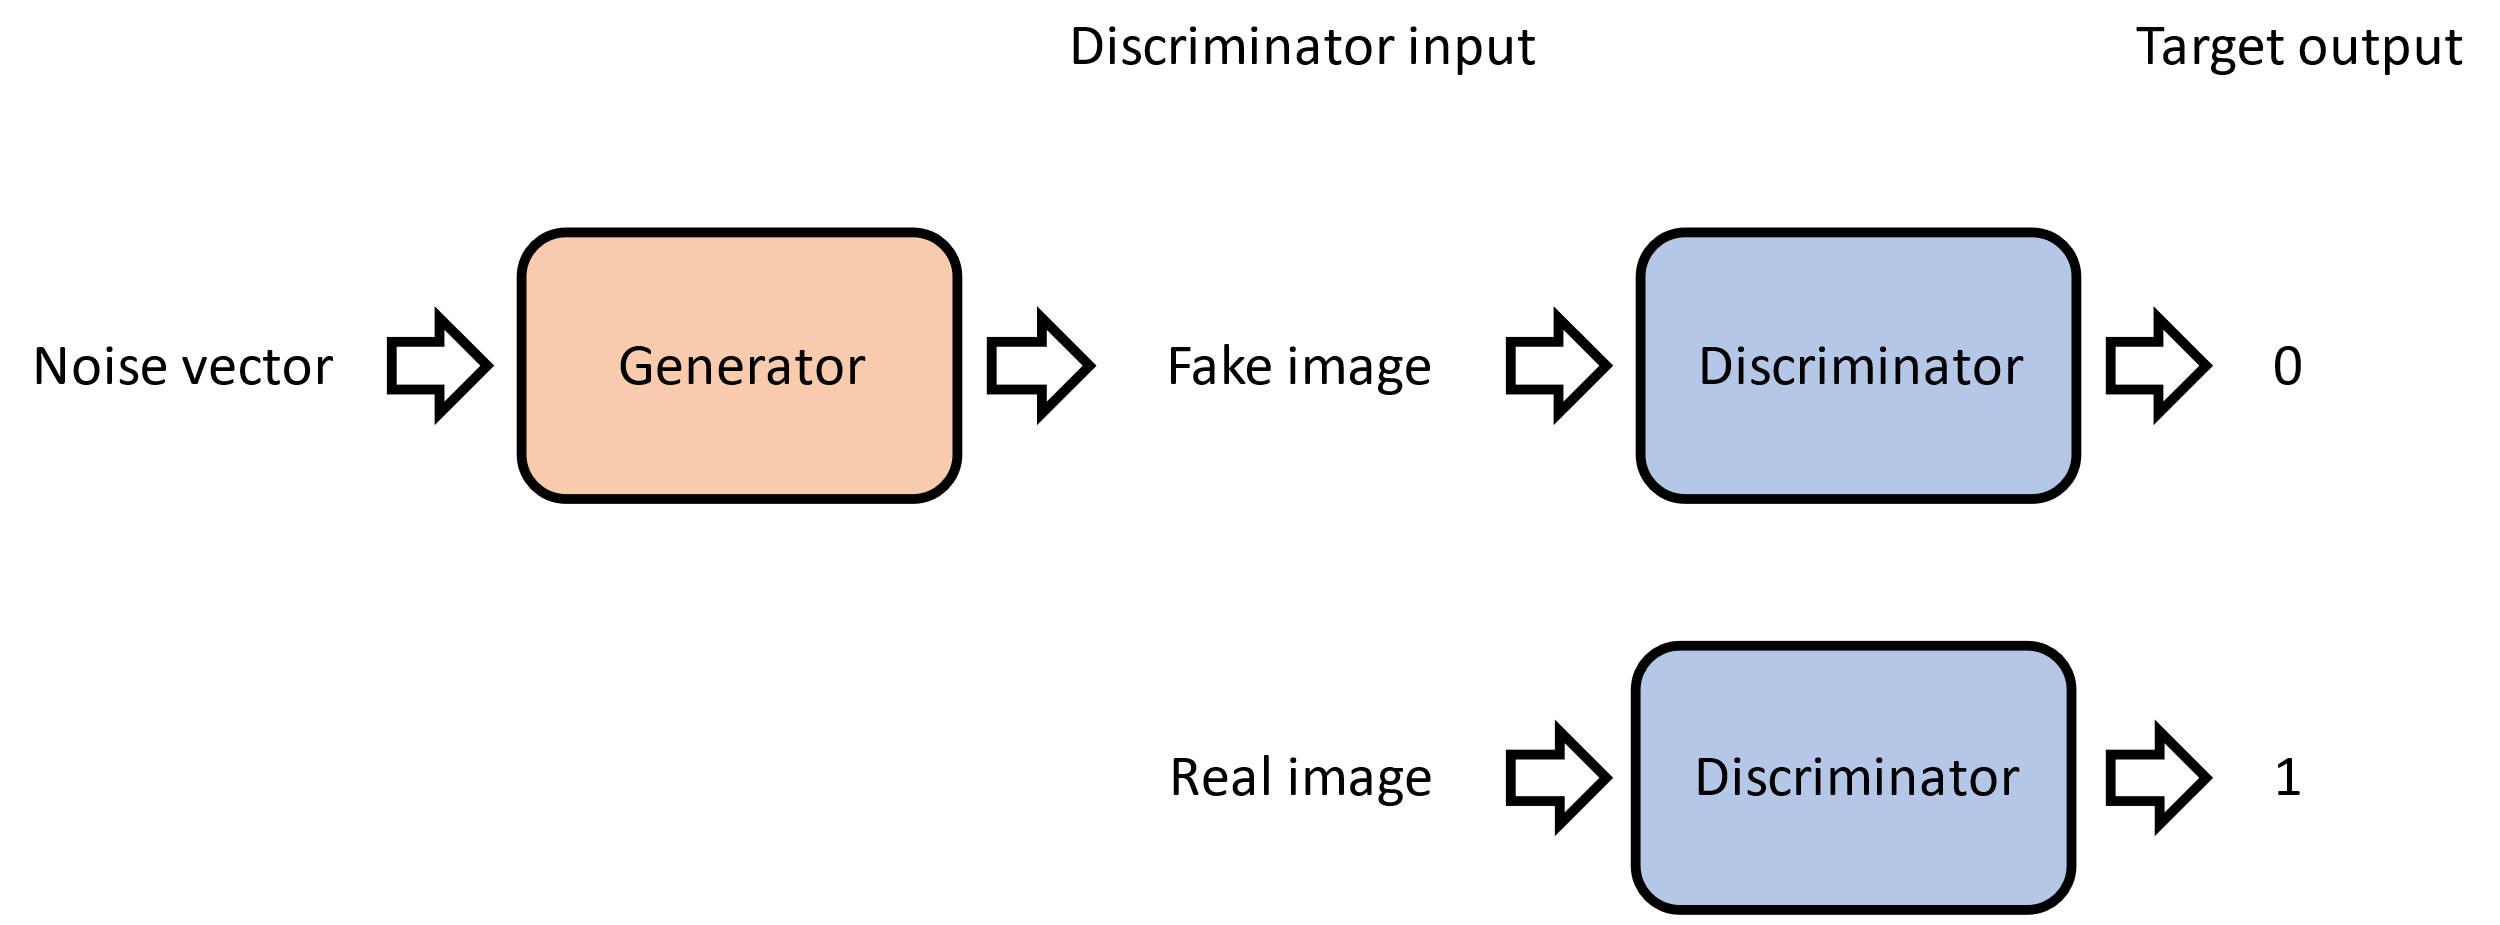 Discriminator input
Target output
Noise vector
Generator
Fake image
Discriminator
0
Real image
Discriminator
1